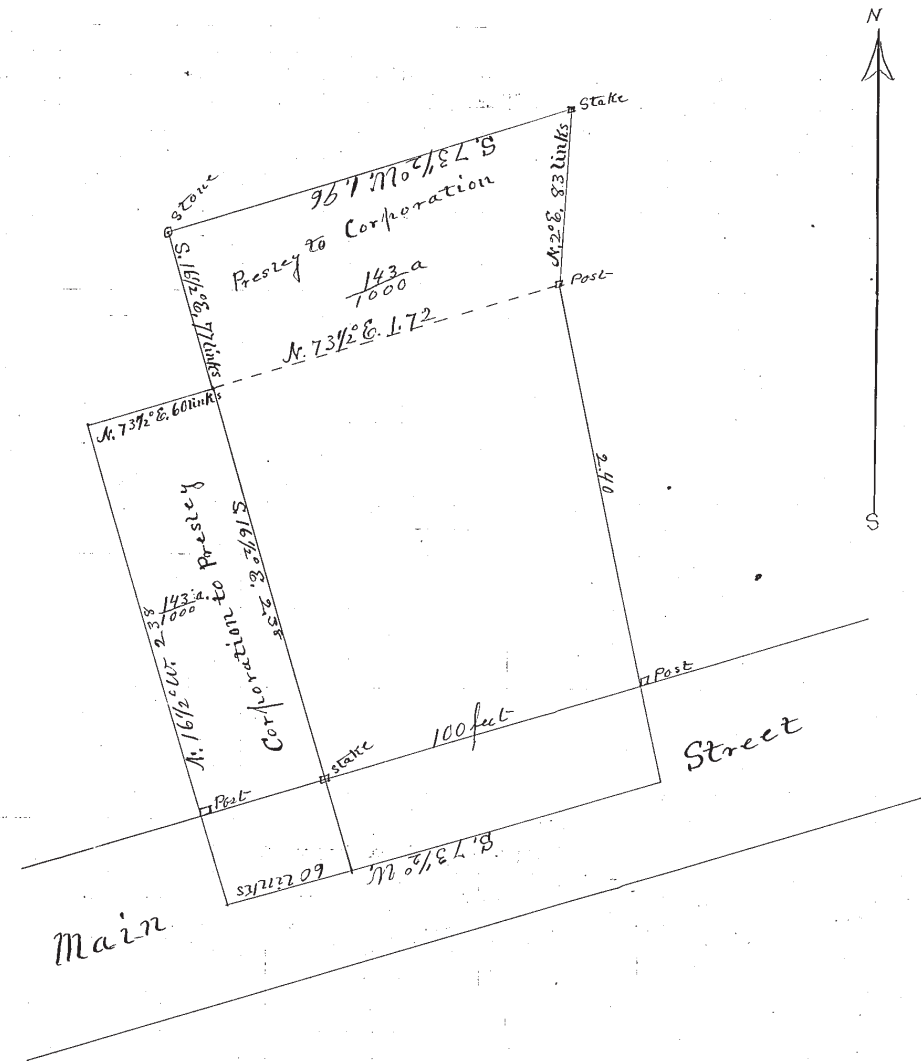 N
Stake
Stone
S. 73½° W. 1.96
N. 2° E. 83 links
Presley to Corporation
143/1000 a
S. 16½° E. 77 links
Post
N. 73½° E. 1.72
N. 73½° E. 60 links
2.40
S 16½° E. 2.38
Corporation to Presley
143/1000 a.
N. 16½° W. 2 38
S
Post
100 feet
Stake
Street
Post
S. 73½° W.
60 links
Main